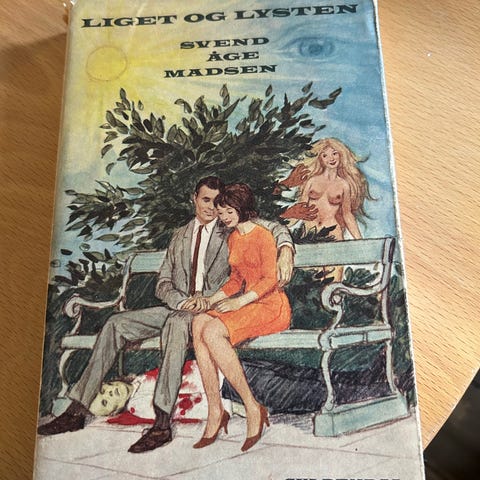 LIGET OG LYSTEN
SVEND
ÅGE
MADSEN